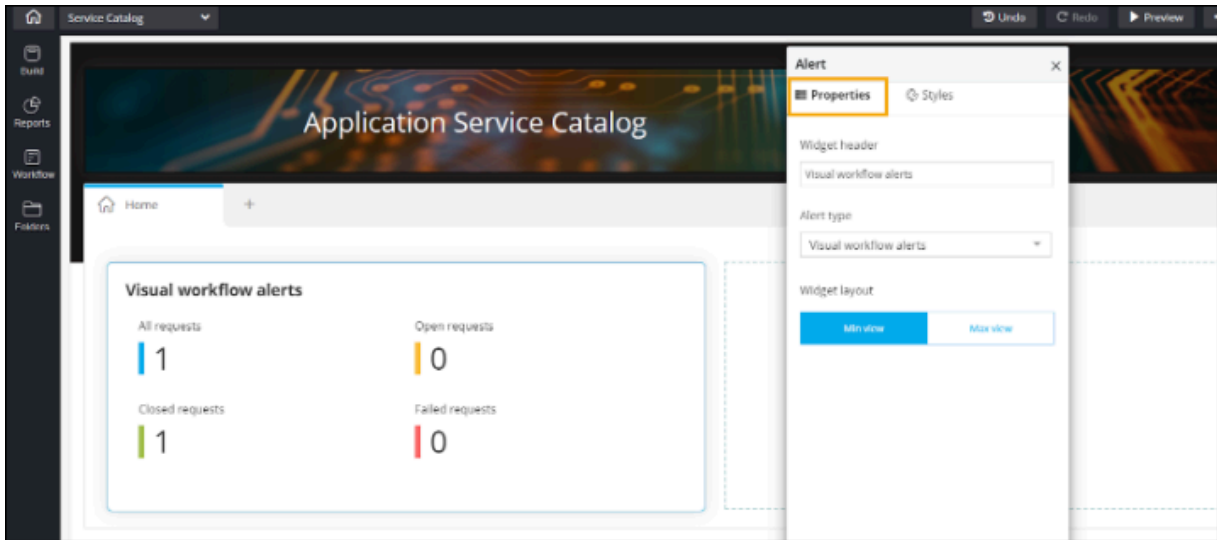 Service Catalog
Undo
Redo
Preview
Build
Reports
Workflow
Folders
Application Service Catalog
Home
+
Visual workflow alerts
All requests
1
Open requests
0
Closed requests
1
Failed requests
0
Alert
Properties
Styles
Widget header
Visual workflow alerts
Alert type
Visual workflow alerts
Widget layout
Min view
Max view